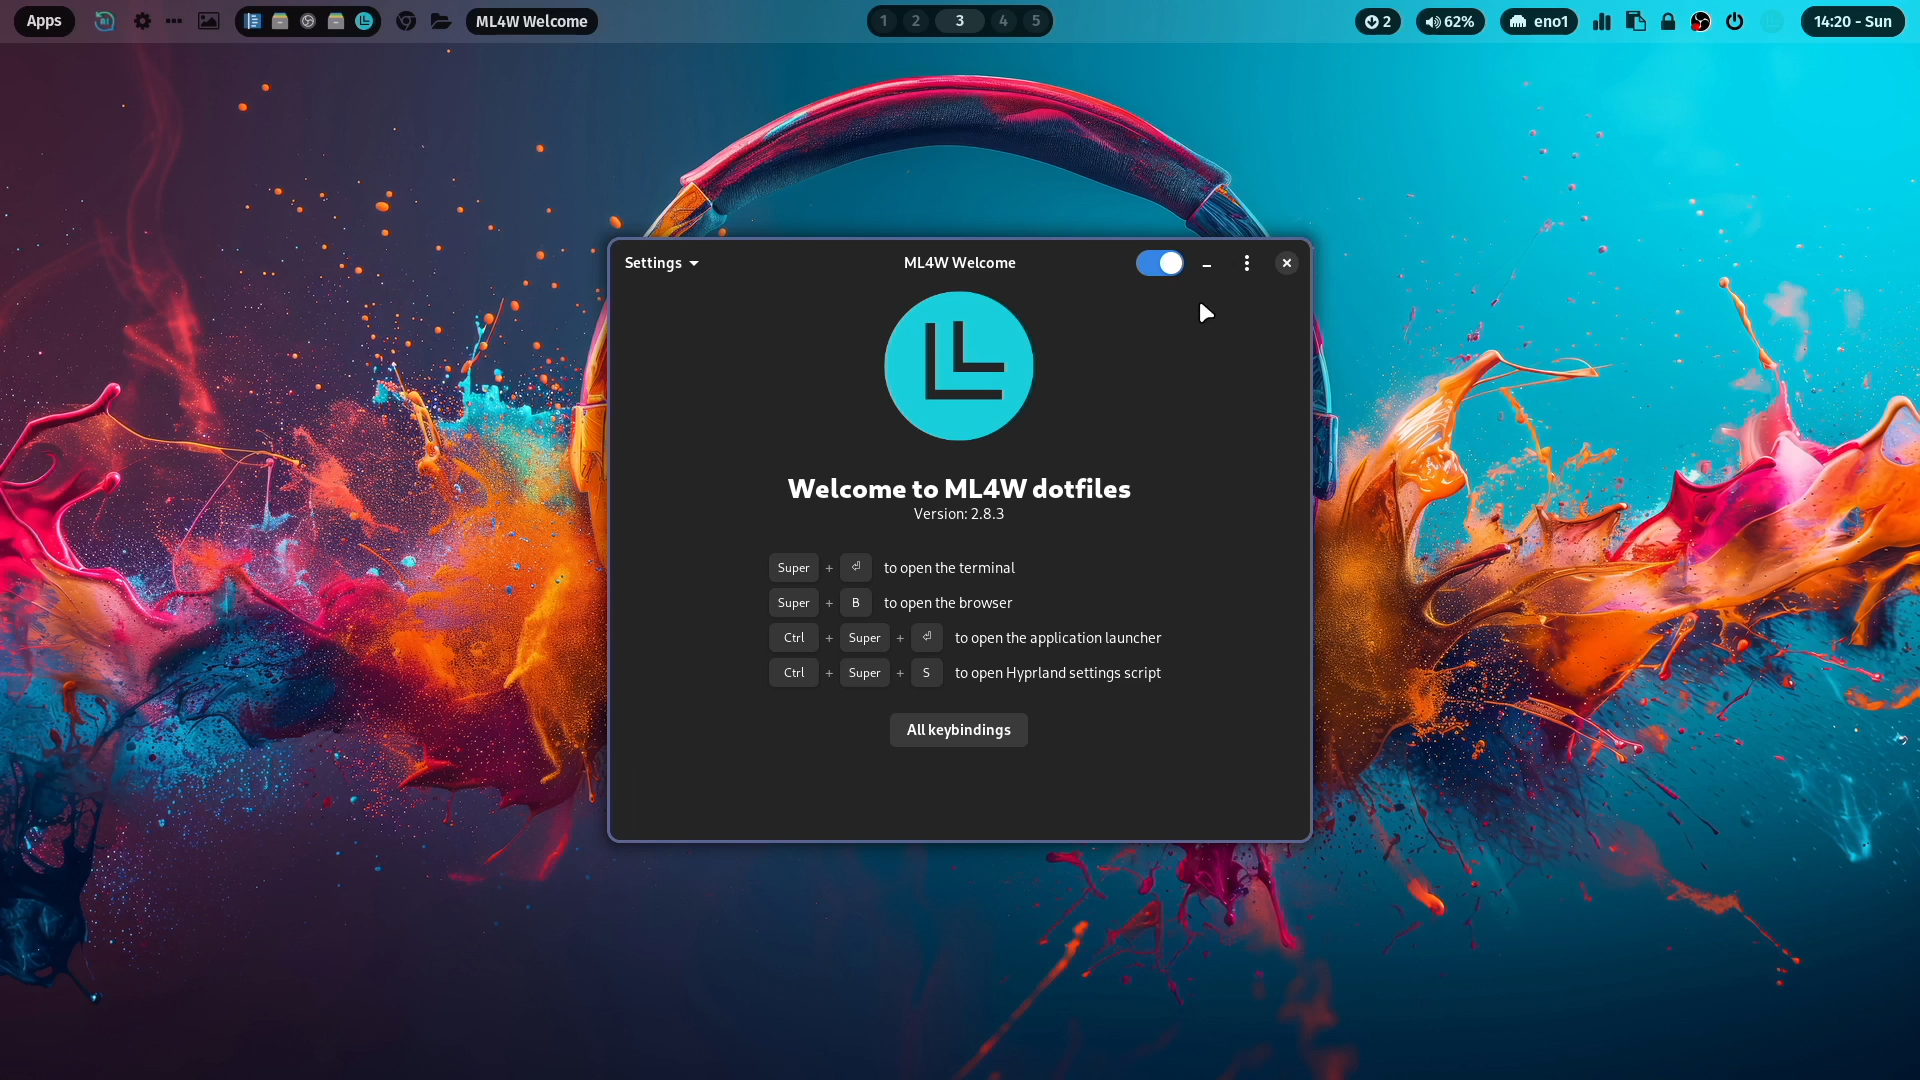 Apps
ML4W Welcome
1 2 3 4 5
2
62%
eno1
14:20 - Sun
Settings
ML4W Welcome
Welcome to ML4W dotfiles
Version: 2.8.3
Super + ⏎ to open the terminal
Super + B to open the browser
Ctrl + Super + ⏎ to open the application launcher
Ctrl + Super + S to open Hyprland settings script
All keybindings